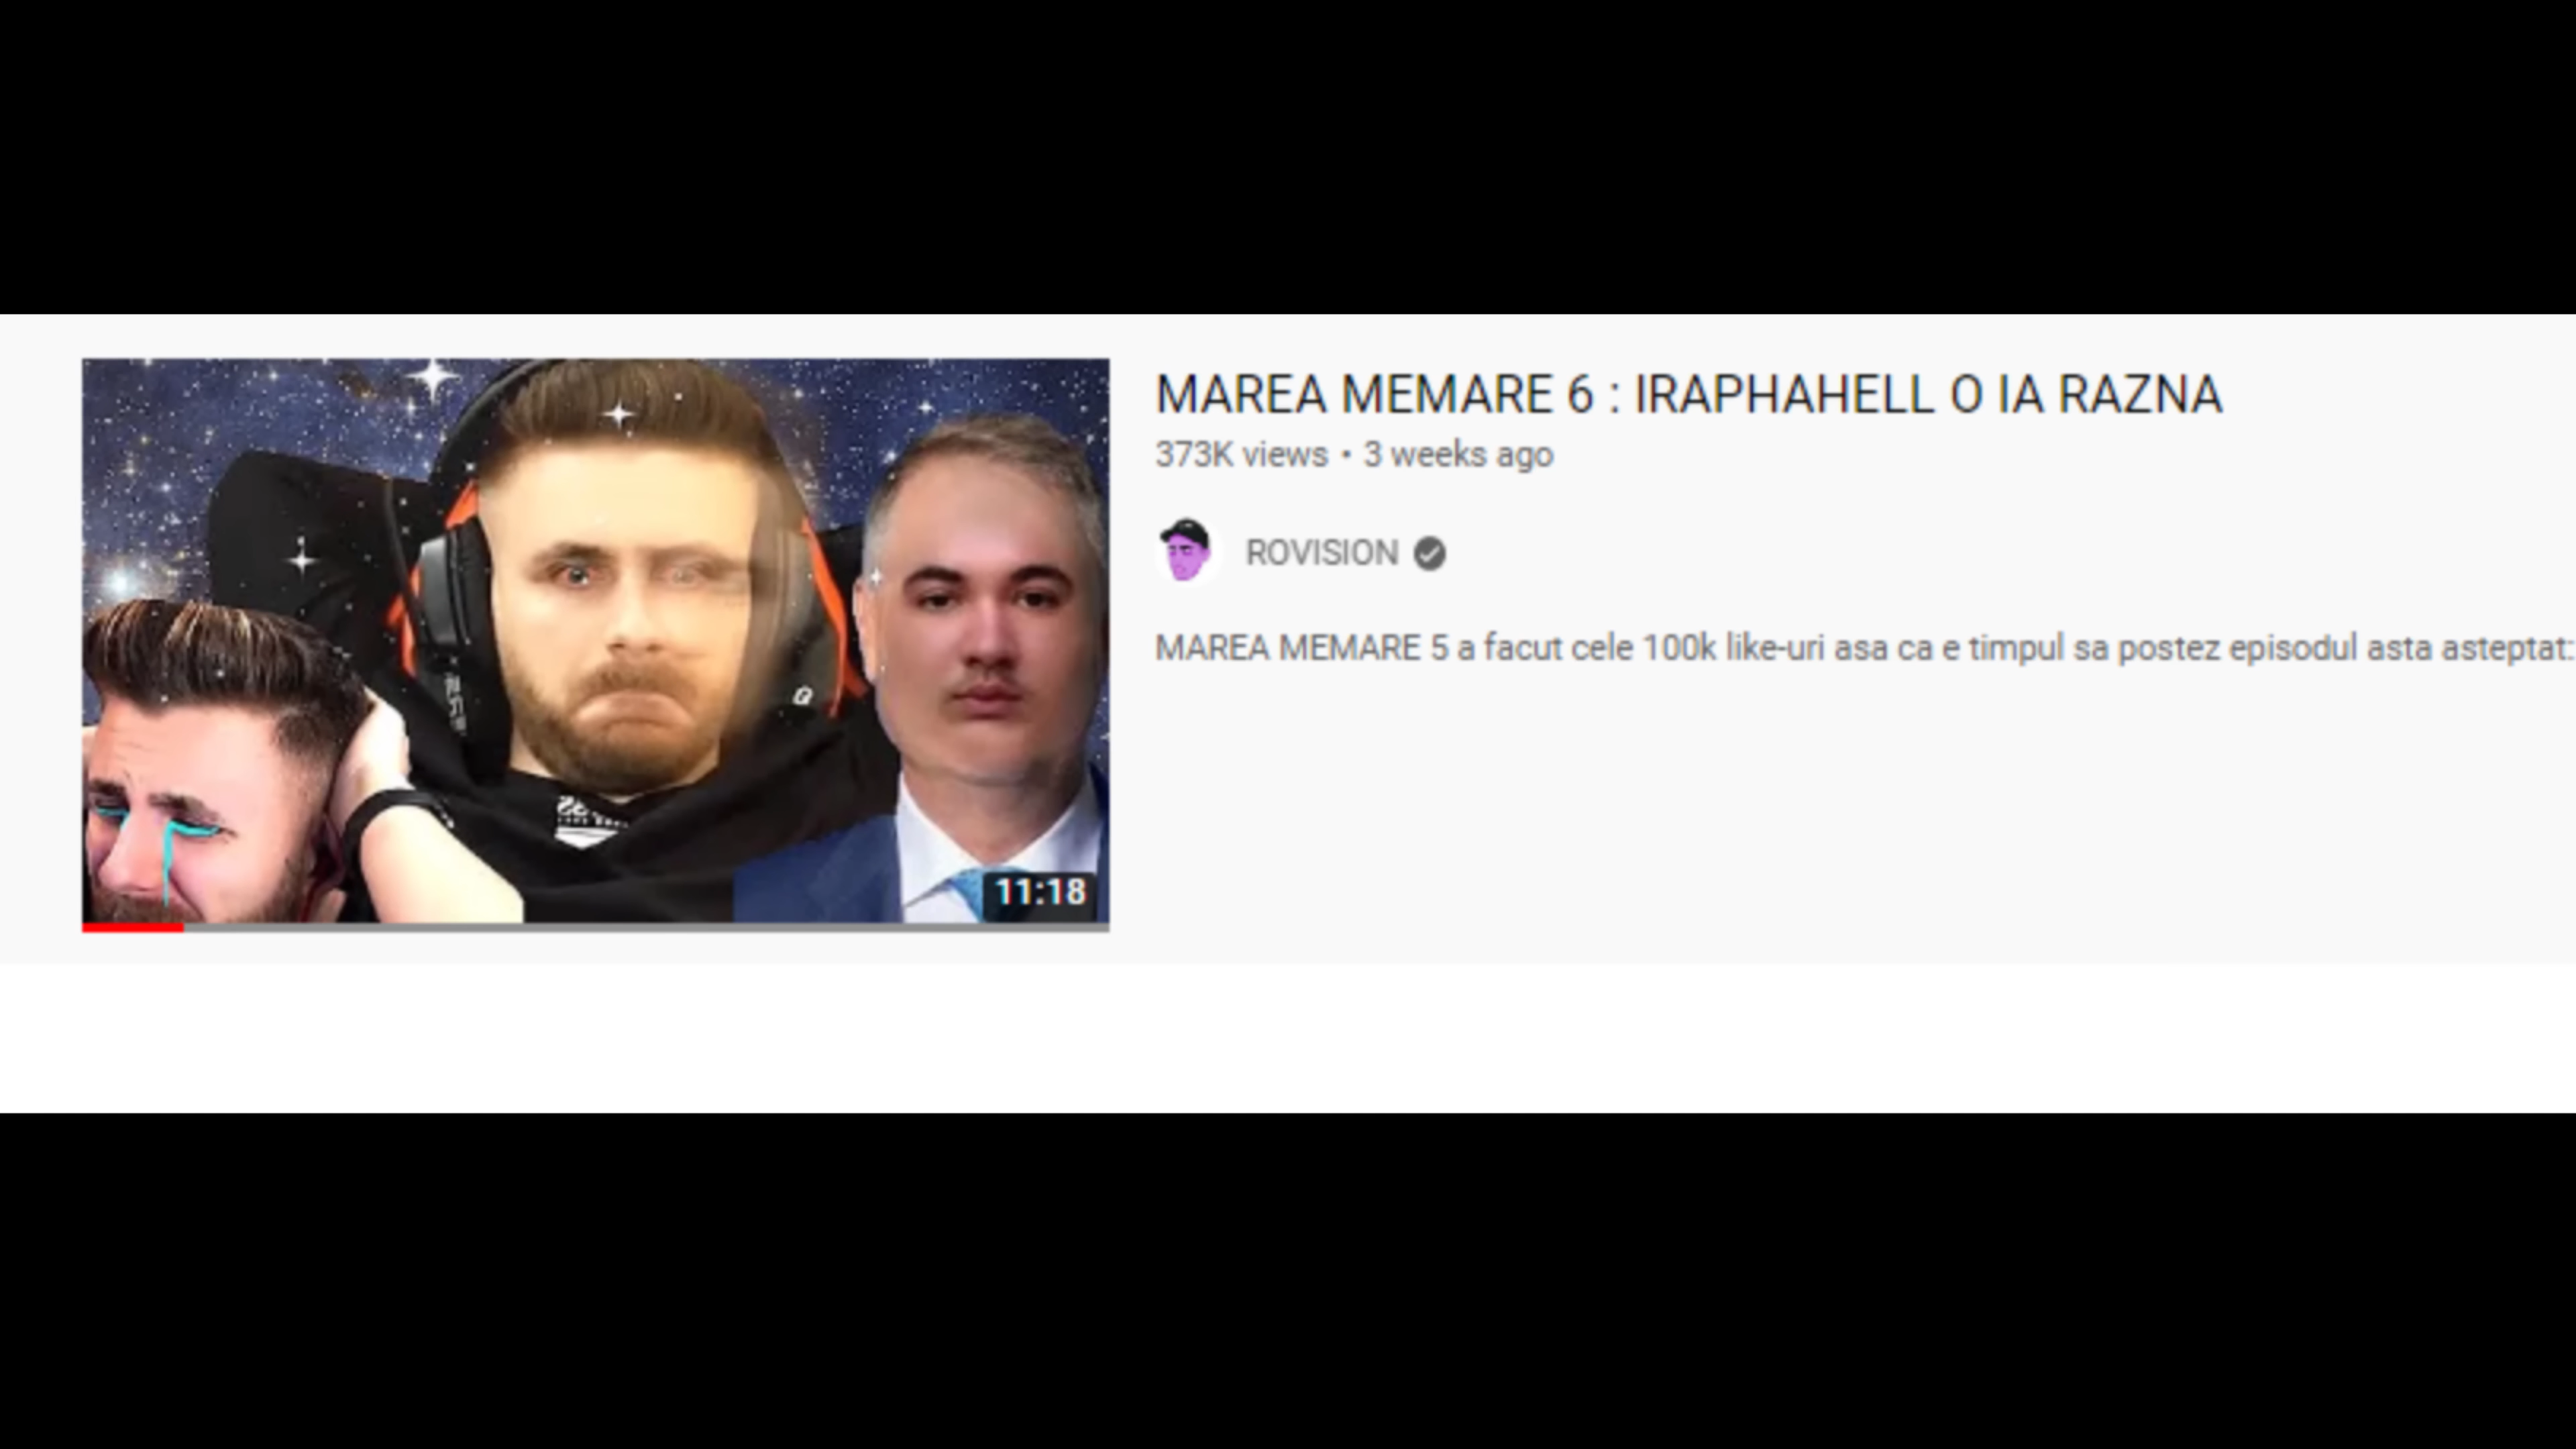 MAREA MEMARE 6 : IRAPHAHELL O IA RAZNA
373K views • 3 weeks ago
ROVISION
MAREA MEMARE 5 a facut cele 100k like-uri asa ca e timpul sa postez episodul asta asteptat:
11:18